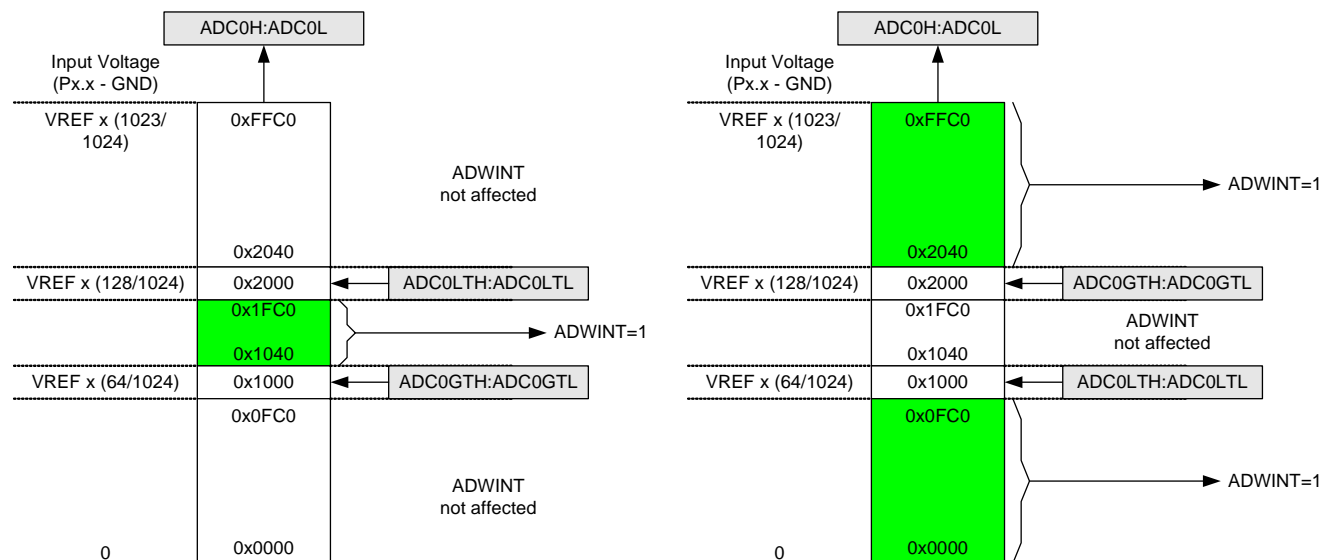 ADC0H:ADC0L
Input Voltage
(Px.x - GND)
VREF x (1023/
1024)
0xFFC0
ADWINT
not affected
0x2040
VREF x (128/1024)
0x2000
ADC0LTH:ADC0LTL
0x1FC0
ADWINT=1
0x1040
VREF x (64/1024)
0x1000
ADC0GTH:ADC0GTL
0x0FC0
ADWINT
not affected
0
0x0000
ADC0H:ADC0L
Input Voltage
(Px.x - GND)
VREF x (1023/
1024)
0xFFC0
ADWINT=1
0x2040
VREF x (128/1024)
0x2000
ADC0GTH:ADC0GTL
0x1FC0
ADWINT
not affected
0x1040
VREF x (64/1024)
0x1000
ADC0LTH:ADC0LTL
0x0FC0
ADWINT=1
0
0x0000